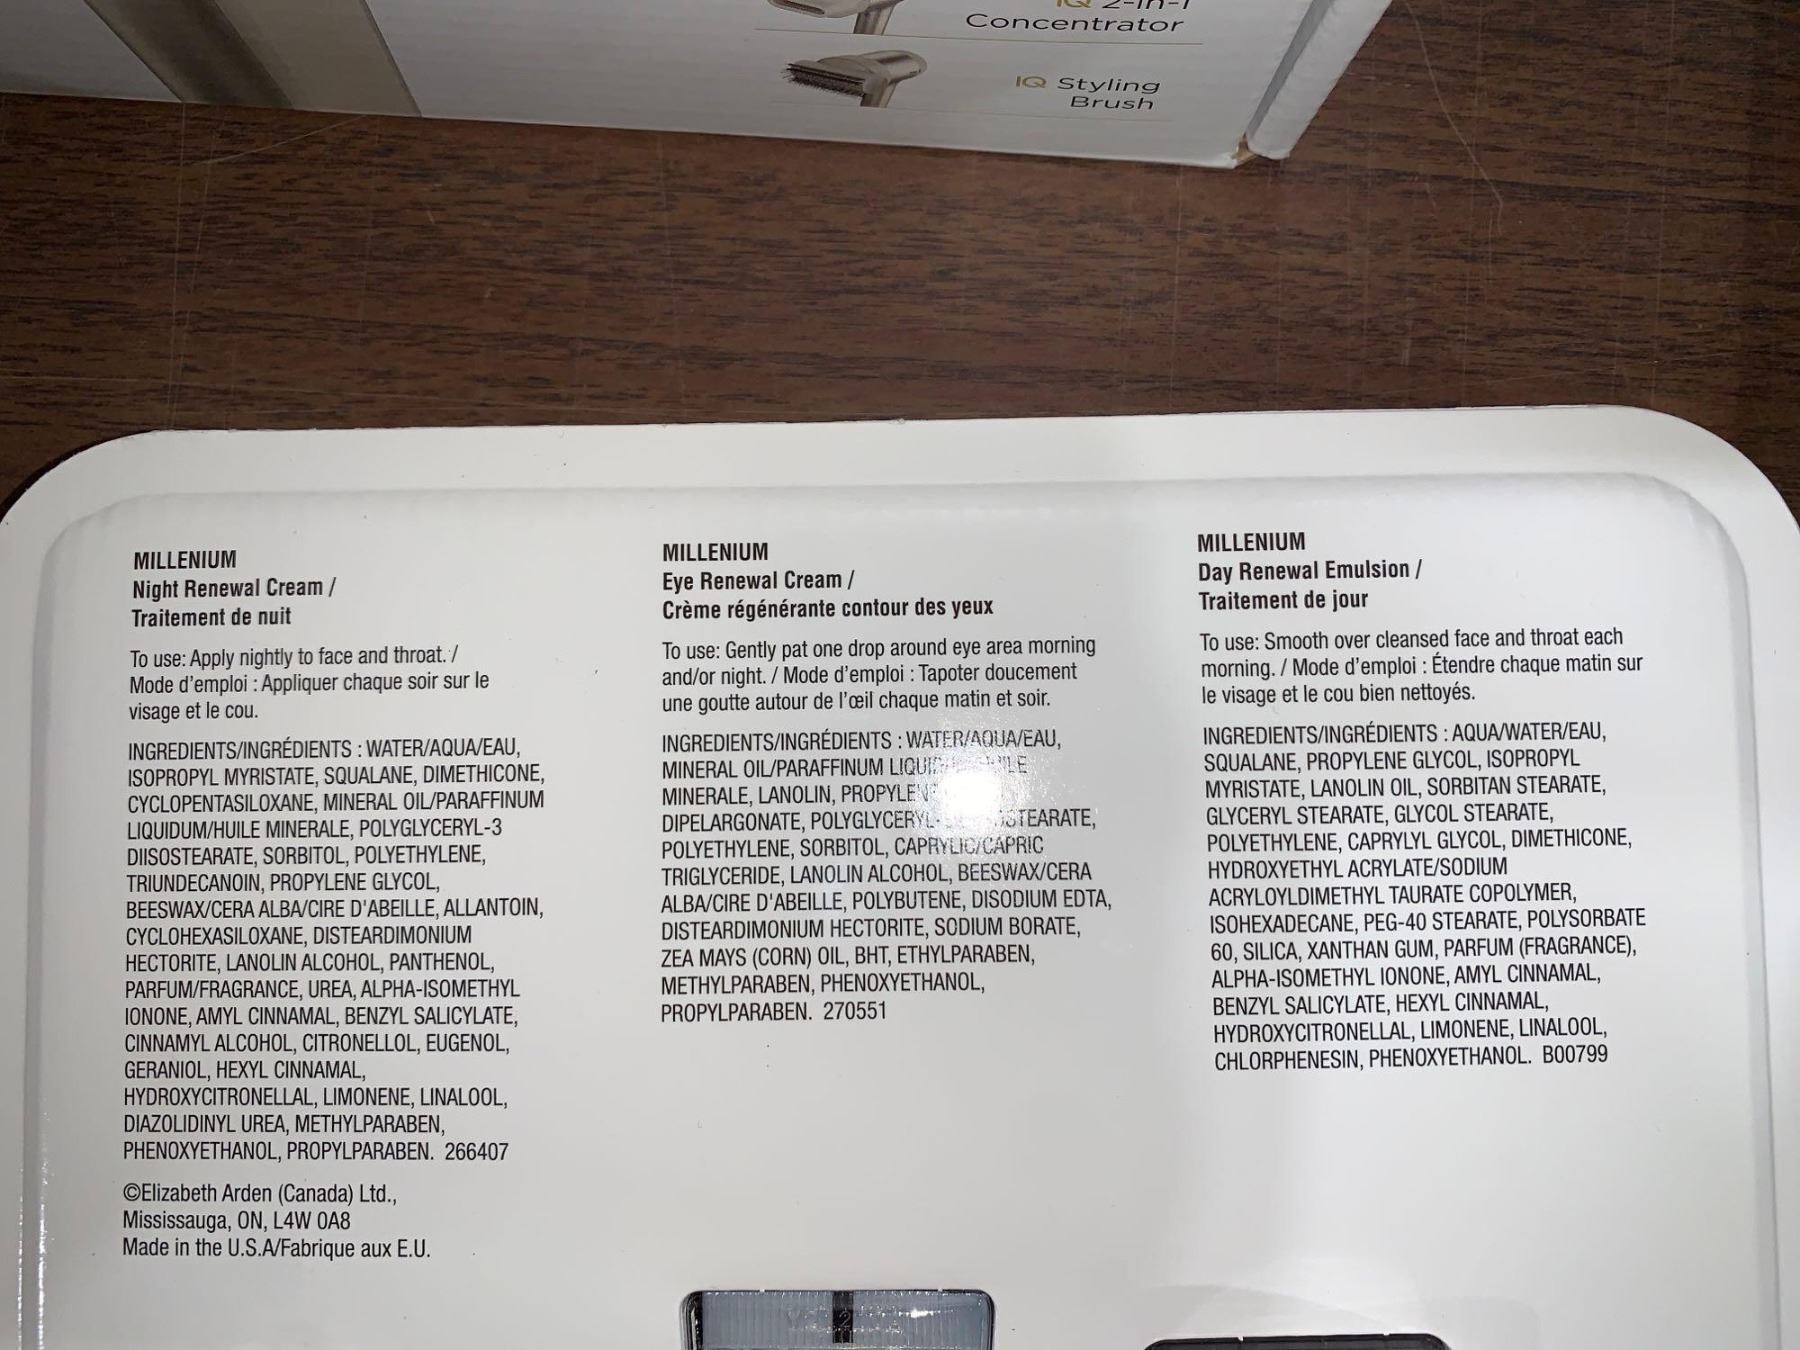 IQ 2-in-1
Concentrator
IQ Styling
Brush
MILLENIUM
Night Renewal Cream /
Traitement de nuit
To use: Apply nightly to face and throat. /
Mode d'emploi : Appliquer chaque soir sur le
visage et le cou.
INGREDIENTS/INGRÉDIENTS : WATER/AQUA/EAU,
ISOPROPYL MYRISTATE, SQUALANE, DIMETHICONE,
CYCLOPENTASILOXANE, MINERAL OIL/PARAFFINUM
LIQUIDUM/HUILE MINERALE, POLYGLYCERYL-3
DIISOSTEARATE, SORBITOL, POLYETHYLENE,
TRIUNDECANOIN, PROPYLENE GLYCOL,
BEESWAX/CERA ALBA/CIRE D'ABEILLE, ALLANTOIN,
CYCLOHEXASILOXANE, DISTEARDIMONIUM
HECTORITE, LANOLIN ALCOHOL, PANTHENOL,
PARFUM/FRAGRANCE, UREA, ALPHA-ISOMETHYL
IONONE, AMYL CINNAMAL, BENZYL SALICYLATE,
CINNAMYL ALCOHOL, CITRONELLOL, EUGENOL,
GERANIOL, HEXYL CINNAMAL,
HYDROXYCITRONELLAL, LIMONENE, LINALOOL,
DIAZOLIDINYL UREA, METHYLPARABEN,
PHENOXYETHANOL, PROPYLPARABEN. 266407
©Elizabeth Arden (Canada) Ltd.,
Mississauga, ON, L4W 0A8
Made in the U.S.A/Fabrique aux E.U.
MILLENIUM
Eye Renewal Cream /
Crème régénérante contour des yeux
To use: Gently pat one drop around eye area morning
and/or night. / Mode d'emploi : Tapoter doucement
une goutte autour de l'œil chaque matin et soir.
INGREDIENTS/INGRÉDIENTS : WATER/AQUA/EAU,
MINERAL OIL/PARAFFINUM
MINERALE, LANOLIN,
DIPELARGONATE,
POLYETHYLENE, SORBITOL, CAPRYLIC/CAPRIC
TRIGLYCERIDE, LANOLIN ALCOHOL, BEESWAX/CERA
ALBA/CIRE D'ABEILLE, POLYBUTENE, DISODIUM EDTA,
DISTEARDIMONIUM HECTORITE, SODIUM BORATE,
ZEA MAYS (CORN) OIL, BHT, ETHYLPARABEN,
METHYLPARABEN, PHENOXYETHANOL,
PROPYLPARABEN. 270551
MILLENIUM
Day Renewal Emulsion /
Traitement de jour
To use: Smooth over cleansed face and throat each
morning. / Mode d'emploi : Étendre chaque matin sur
le visage et le cou bien nettoyés.
INGREDIENTS/INGRÉDIENTS : AQUA/WATER/EAU,
SQUALANE, PROPYLENE GLYCOL, ISOPROPYL
MYRISTATE, LANOLIN OIL, SORBITAN STEARATE,
GLYCERYL STEARATE, GLYCOL STEARATE,
POLYETHYLENE, CAPRYLYL GLYCOL, DIMETHICONE,
HYDROXYETHYL ACRYLATE/SODIUM
ACRYLOYLDIMETHYL TAURATE COPOLYMER,
ISOHEXADECANE, PEG-40 STEARATE, POLYSORBATE
60, SILICA, XANTHAN GUM, PARFUM (FRAGRANCE),
ALPHA-ISOMETHYL IONONE, AMYL CINNAMAL,
BENZYL SALICYLATE, HEXYL CINNAMAL,
HYDROXYCITRONELLAL, LIMONENE, LINALOOL,
CHLORPHENESIN, PHENOXYETHANOL. B00799